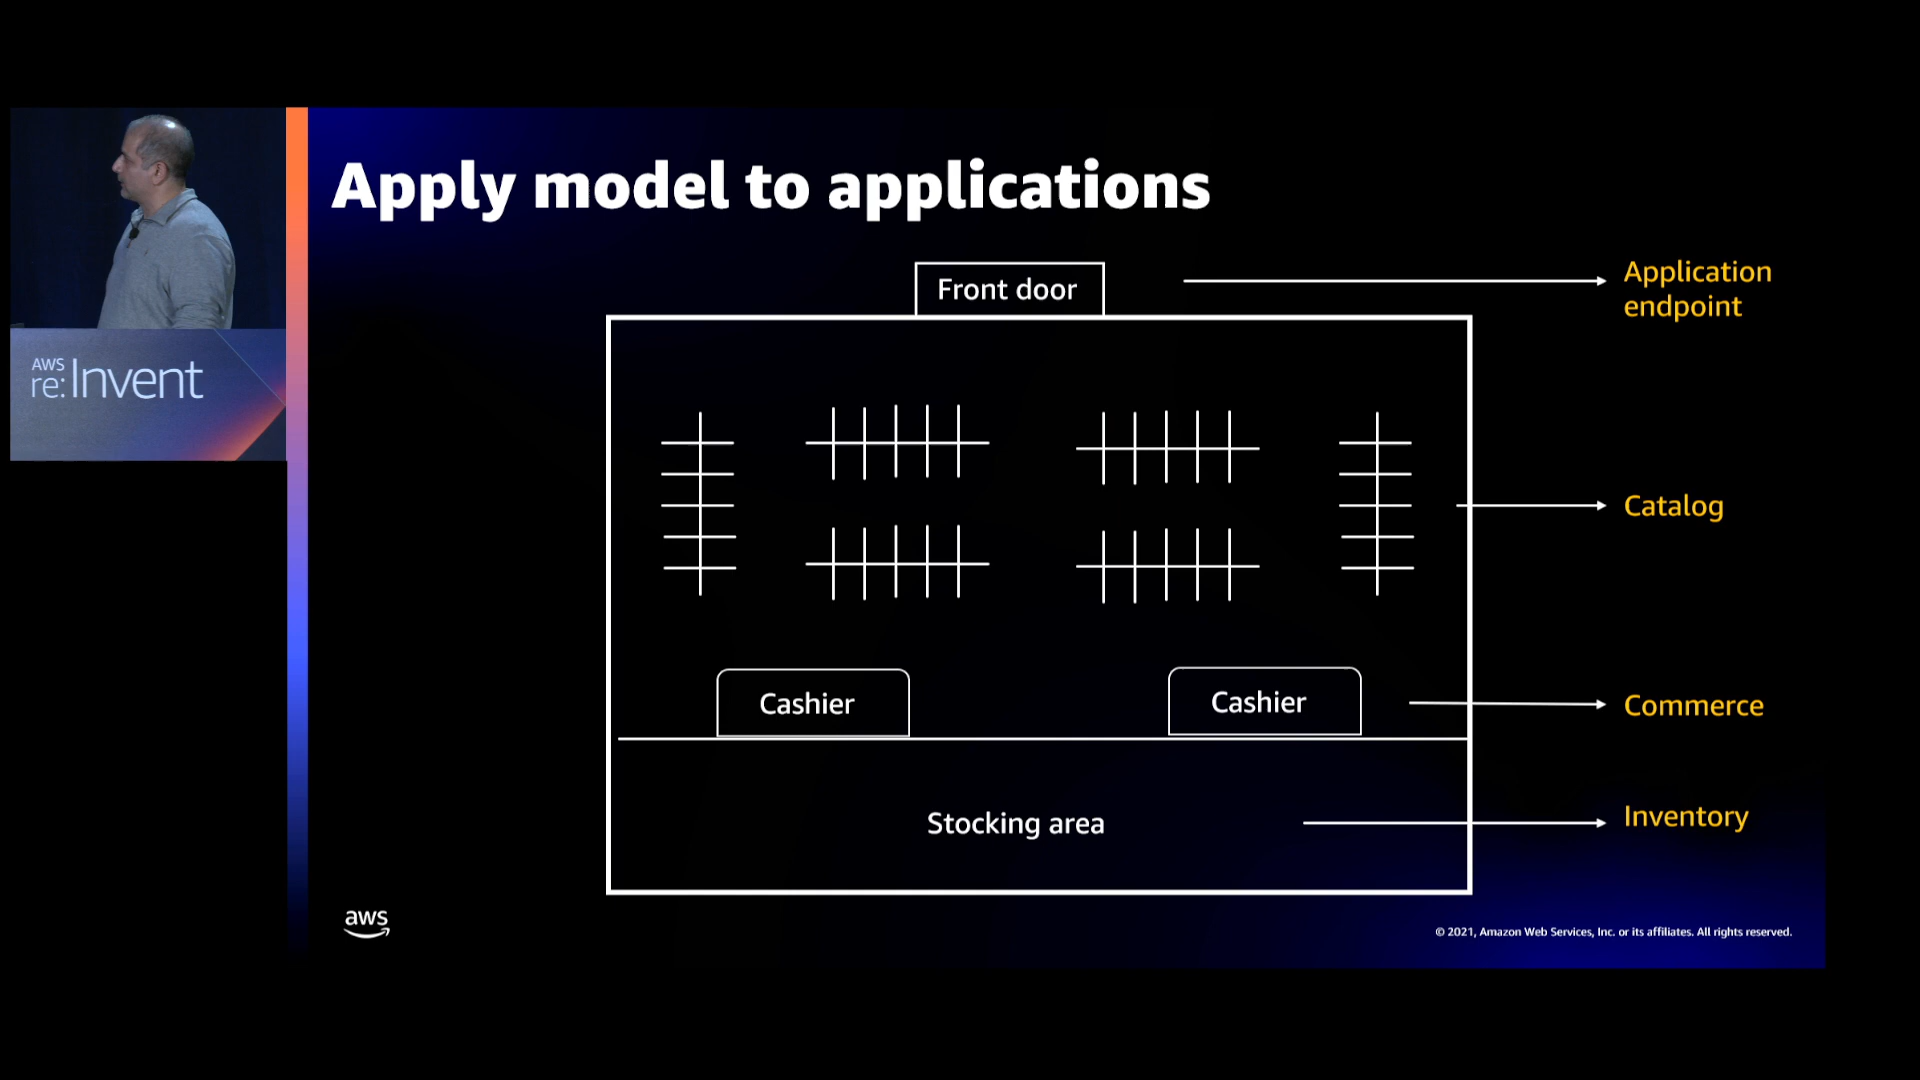 AWS
re:Invent
Apply model to applications
Front door
Application
endpoint
Catalog
Cashier
Cashier
Commerce
Stocking area
Inventory
aws
© 2021, Amazon Web Services, Inc. or its affiliates. All rights reserved.